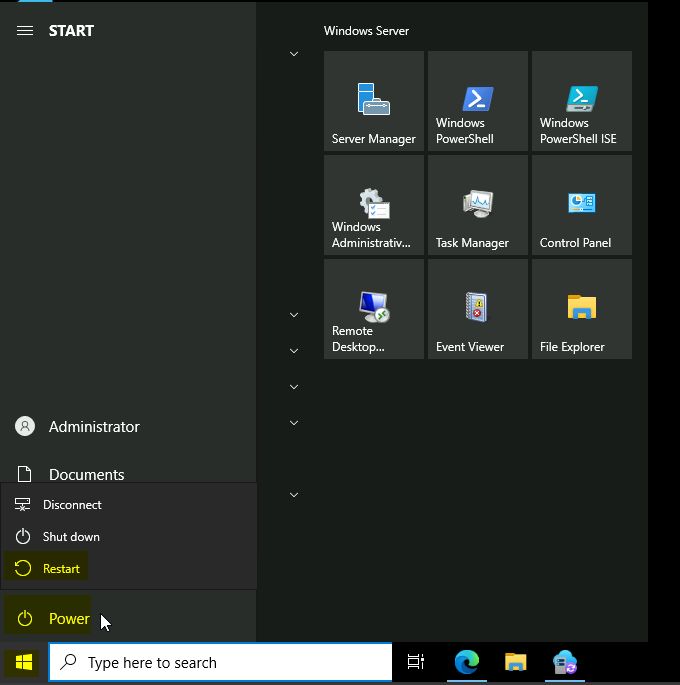 START
Windows Server
Server Manager
Windows
PowerShell
Windows
PowerShell ISE
Windows
Administrativ...
Task Manager
Control Panel
Remote
Desktop...
Event Viewer
File Explorer
Administrator
Documents
Disconnect
Shut down
Restart
Power
Type here to search